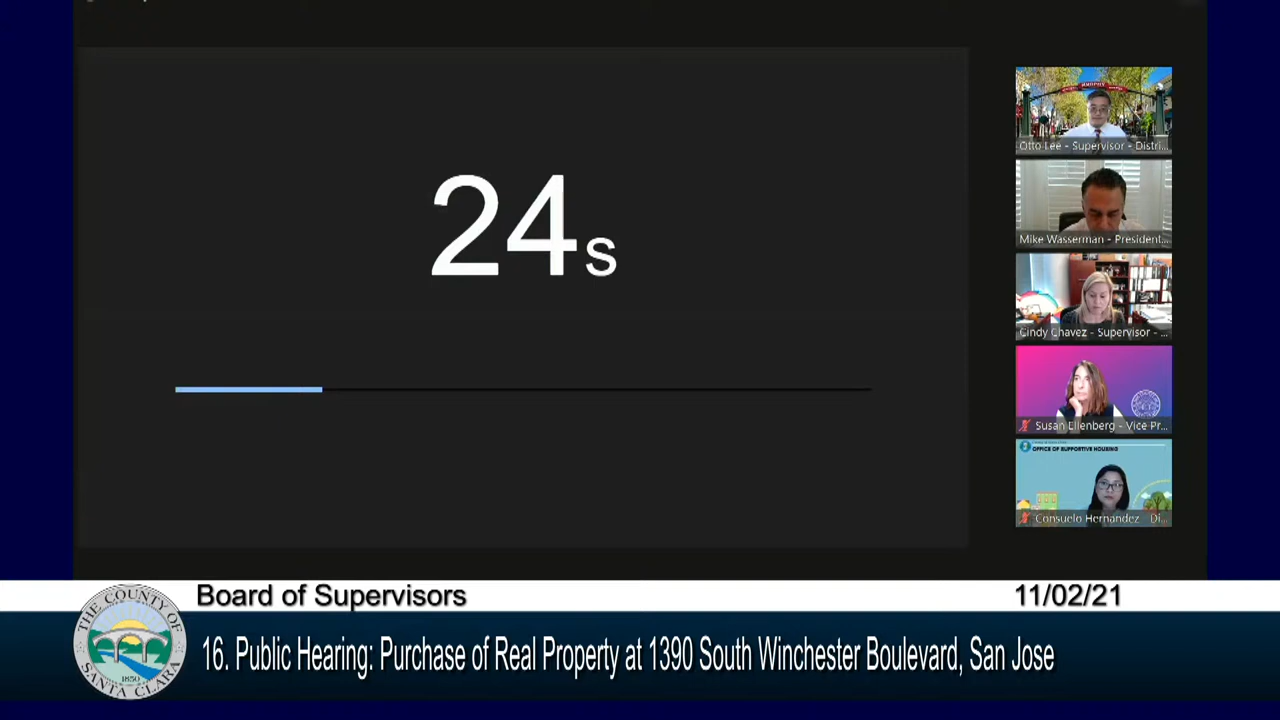 24s
Otto Lee - Supervisor - Distri...
Mike Wasserman - President...
Cindy Chavez - Supervisor - ...
Susan Ellenberg - Vice Pr...
OFFICE OF SUPPORTIVE HOUSING
Consuelo Hernandez - Di...
Board of Supervisors
11/02/21
THE COUNTY OF SANTA CLARA
1850
16. Public Hearing: Purchase of Real Property at 1390 South Winchester Boulevard, San Jose